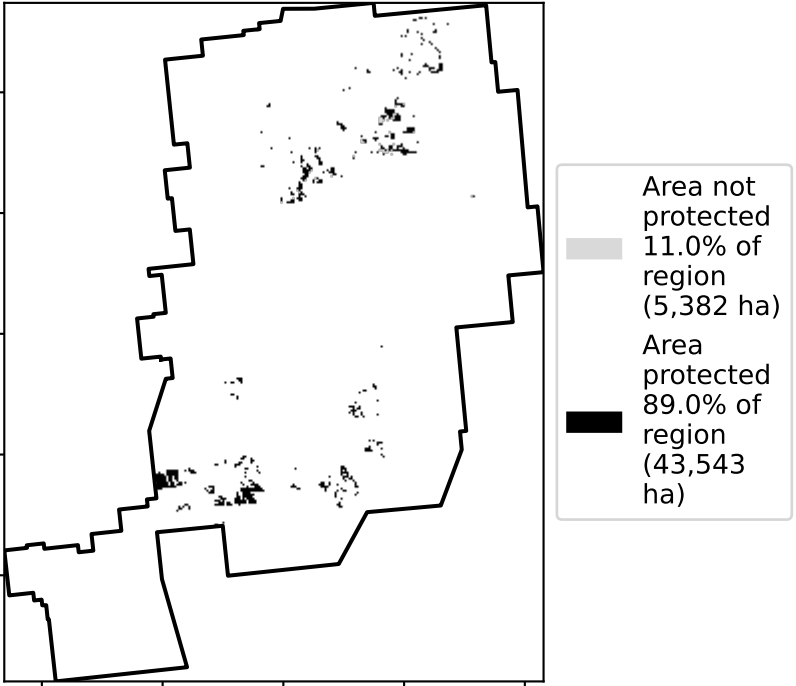 Area not
protected
11.0% of
region
(5,382 ha)
Area
protected
89.0% of
region
(43,543
ha)